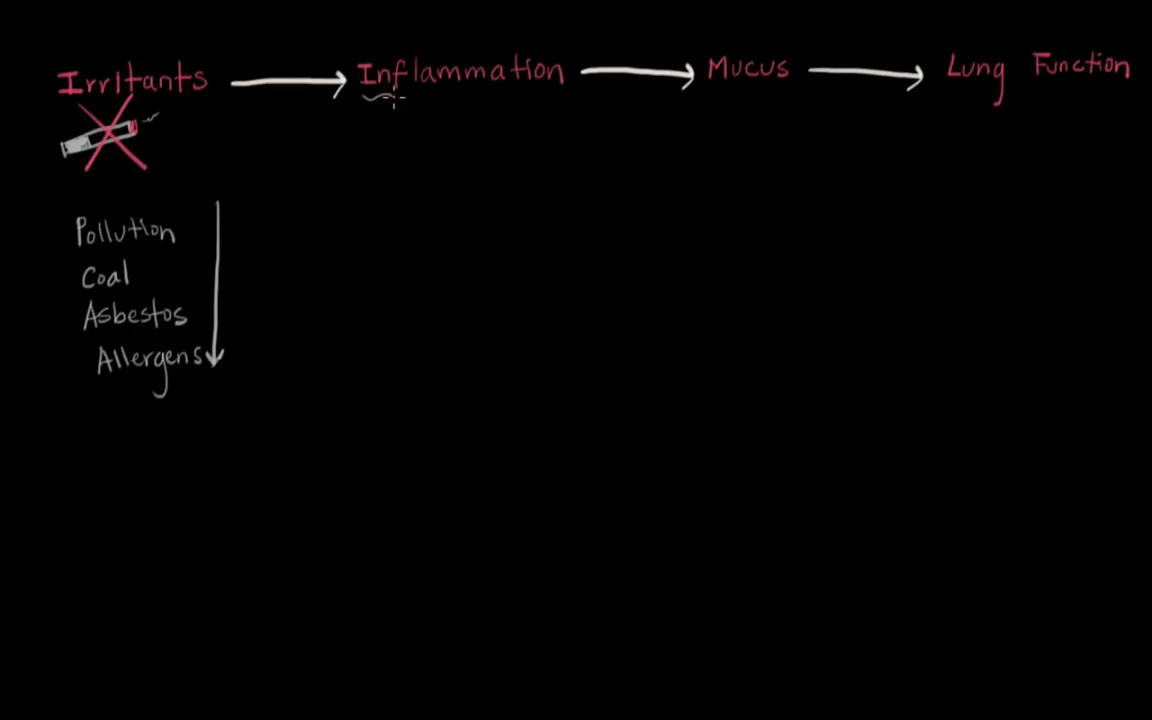 Irritants → Inflammation → Mucus → Lung Function
Pollution
Coal
Asbestos
Allergens